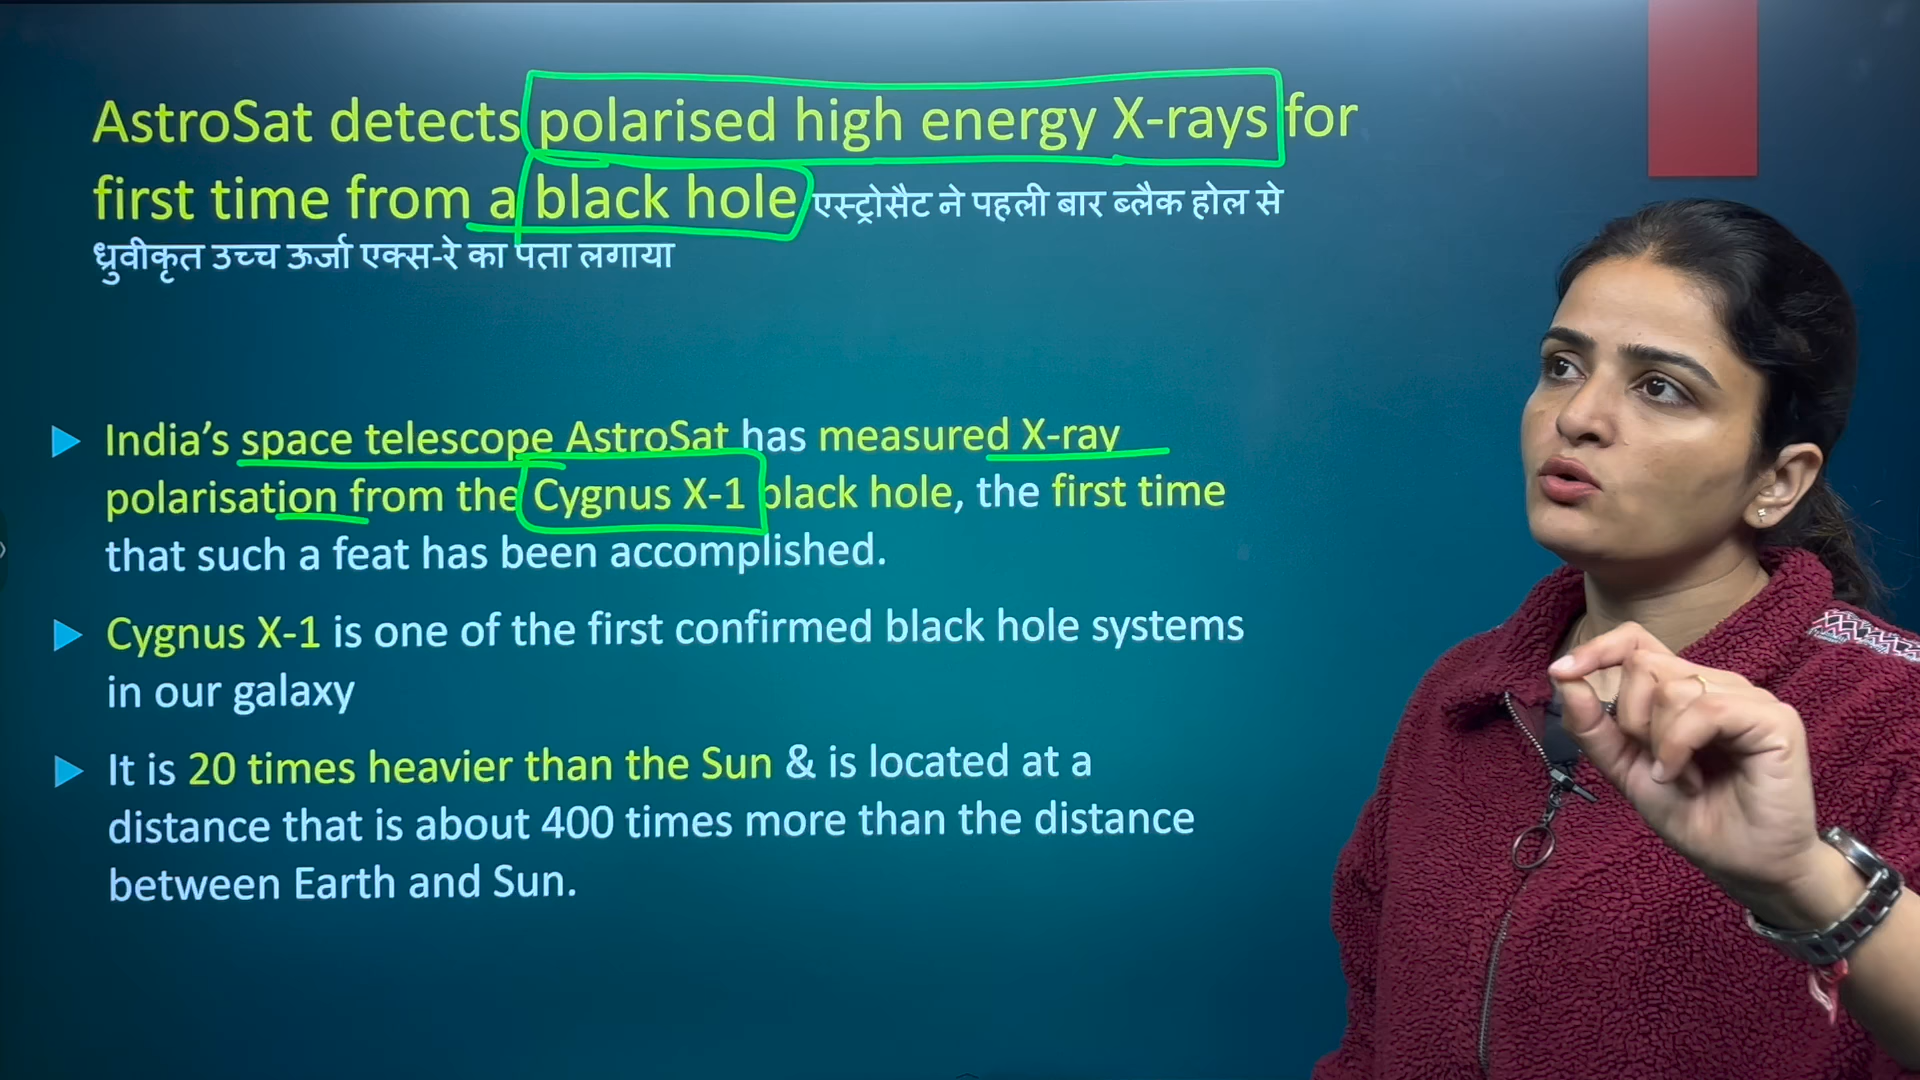 AstroSat detects polarised high energy X-rays for
first time from a black hole एस्ट्रोसैट ने पहली बार ब्लैक होल से
ध्रुवीकृत उच्च ऊर्जा एक्स-रे का पता लगाया
India’s space telescope AstroSat has measured X-ray
polarisation from the Cygnus X-1 black hole, the first time
that such a feat has been accomplished.
Cygnus X-1 is one of the first confirmed black hole systems
in our galaxy
It is 20 times heavier than the Sun & is located at a
distance that is about 400 times more than the distance
between Earth and Sun.